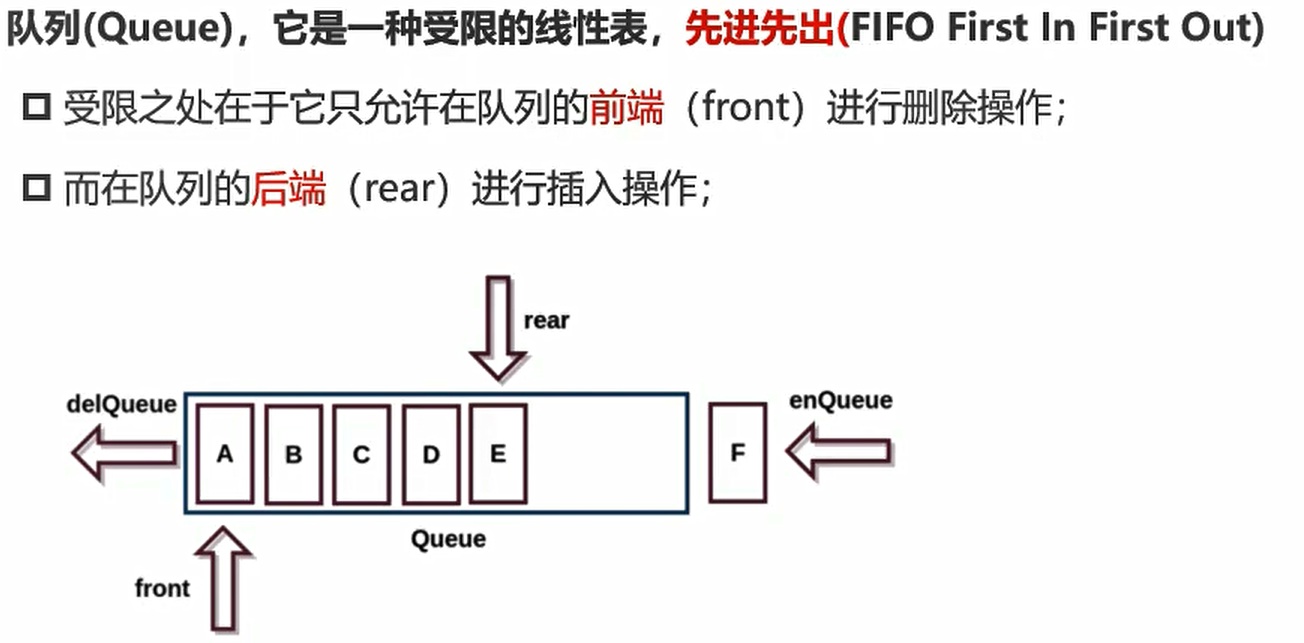 队列(Queue)，它是一种受限的线性表，先进先出(FIFO First In First Out)
受限之处在于它只允许在队列的前端（front）进行删除操作；
而在队列的后端（rear）进行插入操作；
rear
delQueue
enQueue
A B C D E F
Queue
front